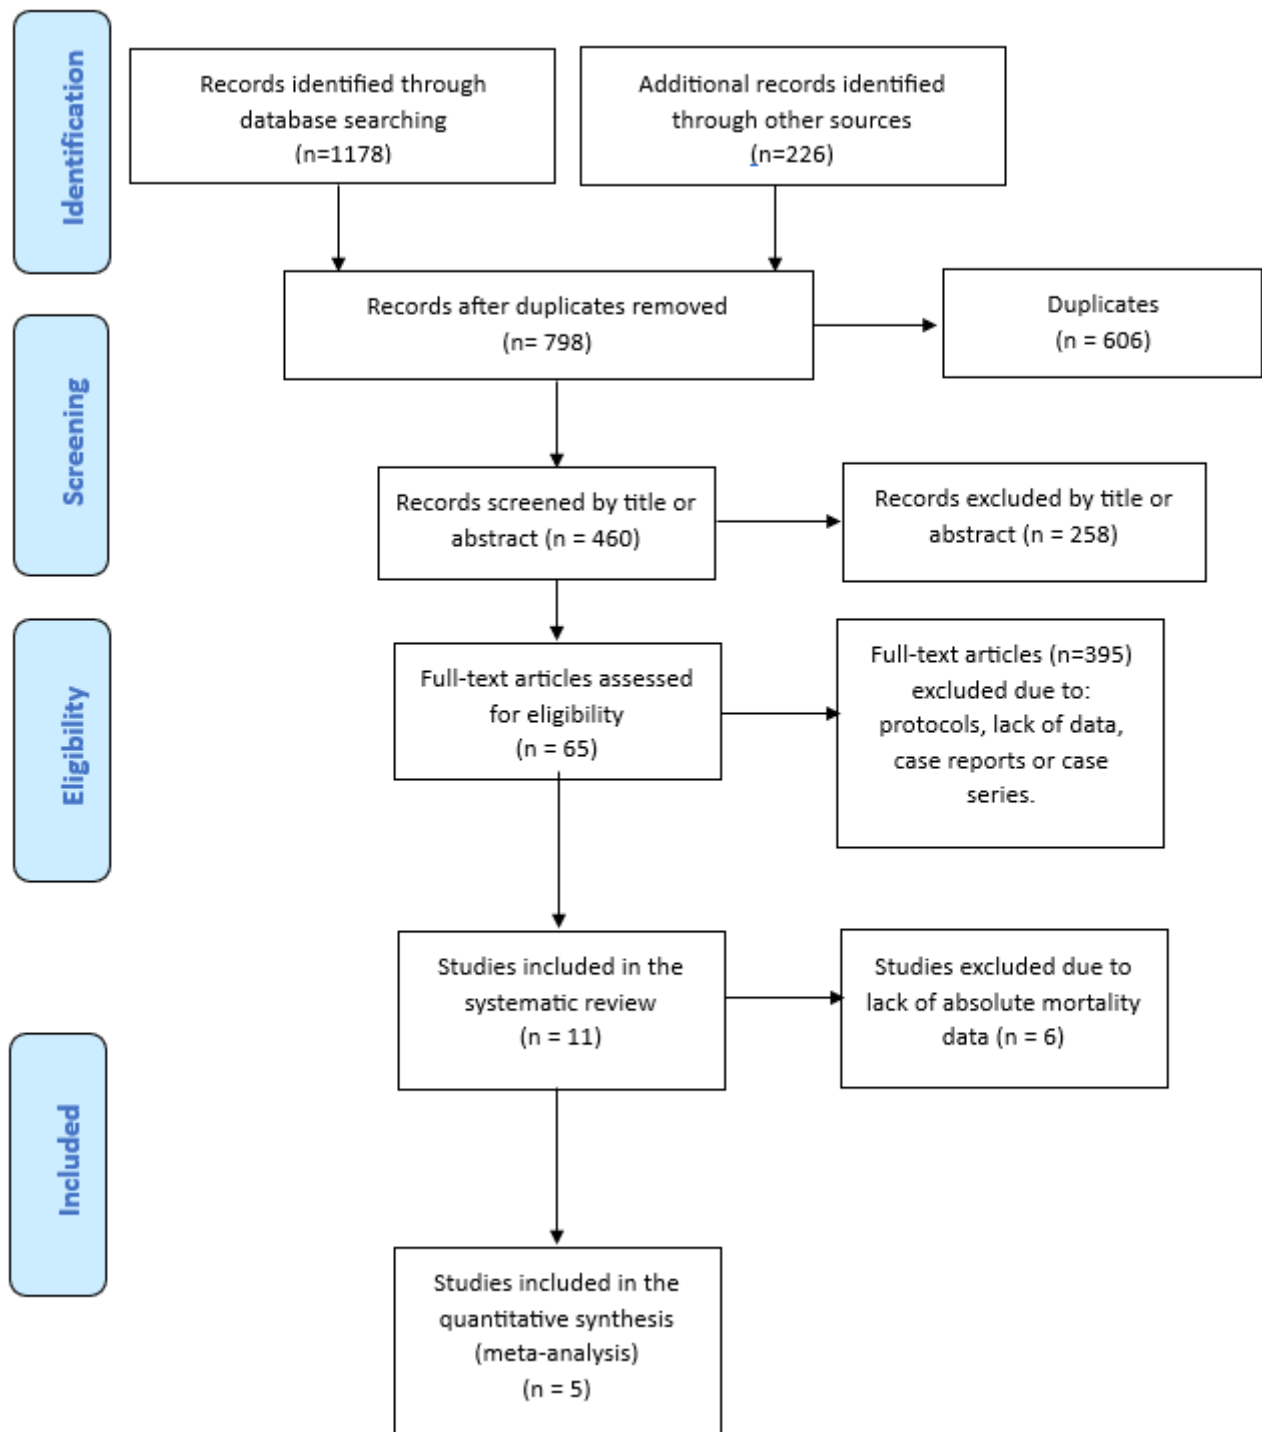 Identification
Records identified through
database searching
(n=1178)
Additional records identified
through other sources
(n=226)
Records after duplicates removed
(n= 798)
Duplicates
(n = 606)
Screening
Records screened by title or
abstract (n = 460)
Records excluded by title or
abstract (n = 258)
Eligibility
Full-text articles assessed
for eligibility
(n = 65)
Full-text articles (n=395)
excluded due to:
protocols, lack of data,
case reports or case
series.
Studies included in the
systematic review
(n = 11)
Studies excluded due to
lack of absolute mortality
data (n = 6)
Included
Studies included in the
quantitative synthesis
(meta-analysis)
(n = 5)